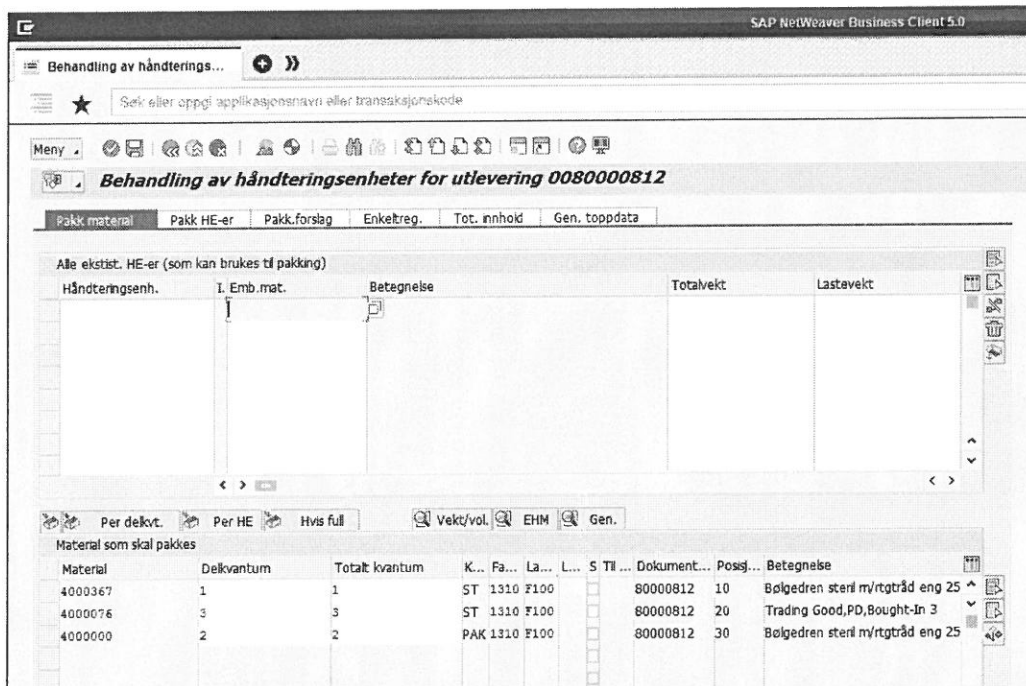 SAP NetWeaver Business Client 5.0
Behandling av håndterings...
Søk eller oppgi applikasjonsnavn eller transaksjonskode
Meny
Behandling av håndteringsenheter for utlevering 0080000812
Pakk material Pakk HE-er Pakk.forslag Enkeltreg. Tot. innhold Gen. toppdata
Alle ekstist. HE-er (som kan brukes til pakking)
Håndteringsenh. I. Emb.mat. Betegnelse Totalvekt Lastevekt
Per delkvt. Per HE Hvis full Vekt/vol. EHM Gen.
Material som skal pakkes
Material Delkvantum Totalt kvantum K... Fa... La... L... S Til ... Dokument... Posisj... Betegnelse
4000367 1 1 ST 1310 F100 80000812 10 Bølgedren steril m/rtgtråd eng 25
4000076 3 3 ST 1310 F100 80000812 20 Trading Good,PD,Bought-In 3
4000000 2 2 PAK 1310 F100 80000812 30 Bølgedren steril m/rtgtråd eng 25